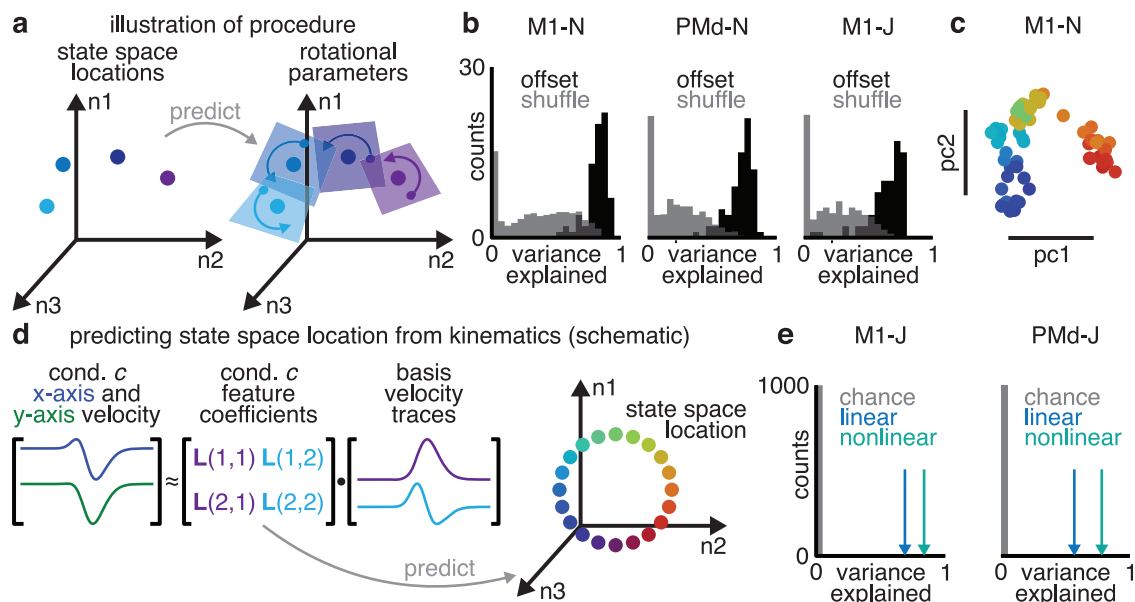 a
illustration of procedure
state space
locations
rotational
parameters
n1
n2
n3
predict
n1
n2
n3
b
M1-N
PMd-N
M1-J
30
counts
0
offset
shuffle
offset
shuffle
offset
shuffle
0
1
variance
explained
0
1
variance
explained
0
1
variance
explained
c
M1-N
pc2
pc1
d
predicting state space location from kinematics (schematic)
cond. c
x-axis and
y-axis velocity
cond. c
feature
coefficients
basis
velocity
traces
≈
L(1,1) L(1,2)
L(2,1) L(2,2)
•
predict
n1
state space
location
n2
n3
e
M1-J
PMd-J
1000
counts
0
chance
linear
nonlinear
chance
linear
nonlinear
0
variance
1
explained
0
variance
1
explained